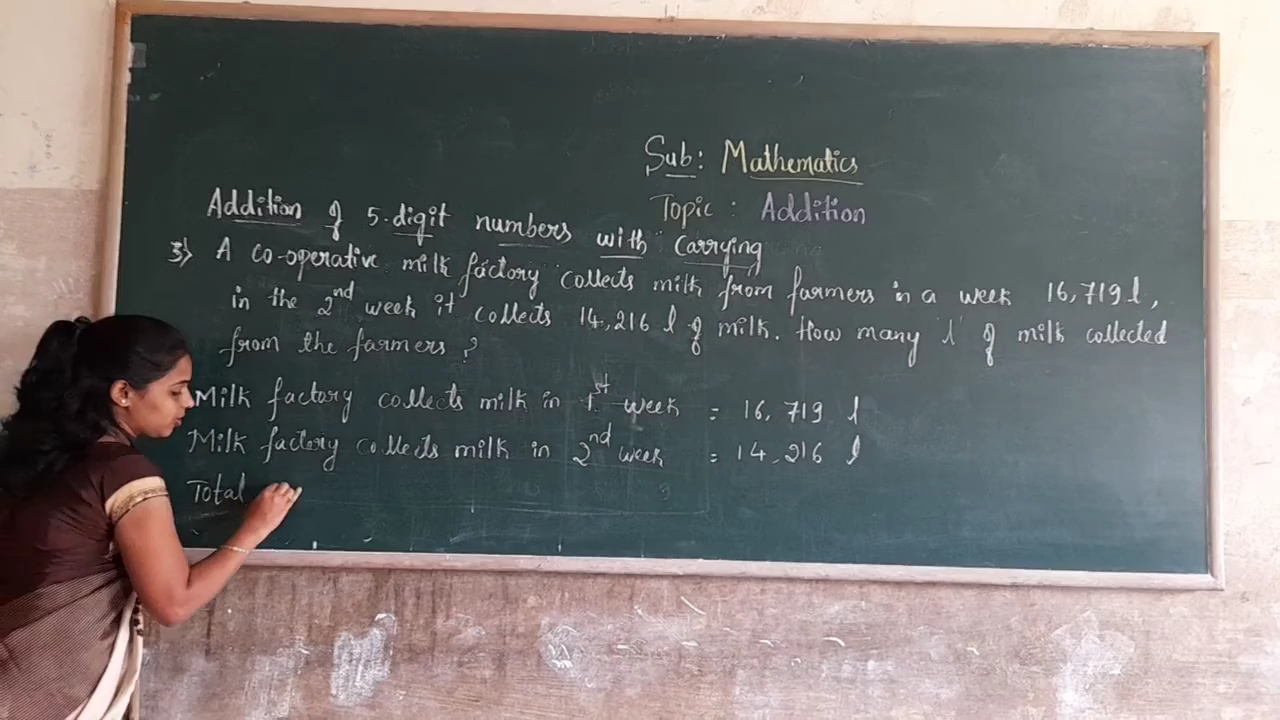 Sub: Mathematics
Topic: Addition
Addition of 5-digit numbers with Carrying
3) A co-operative milk factory collects milk from farmers in a week 16,719 l,
in the 2nd week it collects 14,216 l of milk. How many l of milk collected
from the farmers?
Milk factory collects milk in 1st week = 16,719 l
Milk factory collects milk in 2nd week = 14,216 l
Total